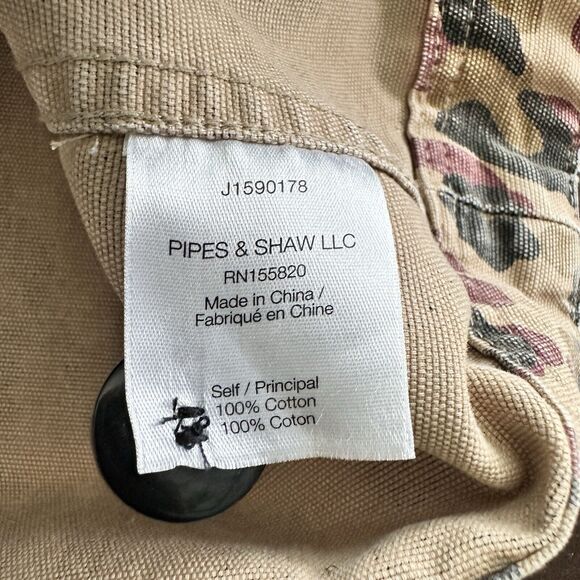 J1590178
PIPES & SHAW LLC
RN155820
Made in China /
Fabriqué en Chine
Self / Principal
100% Cotton
100% Coton